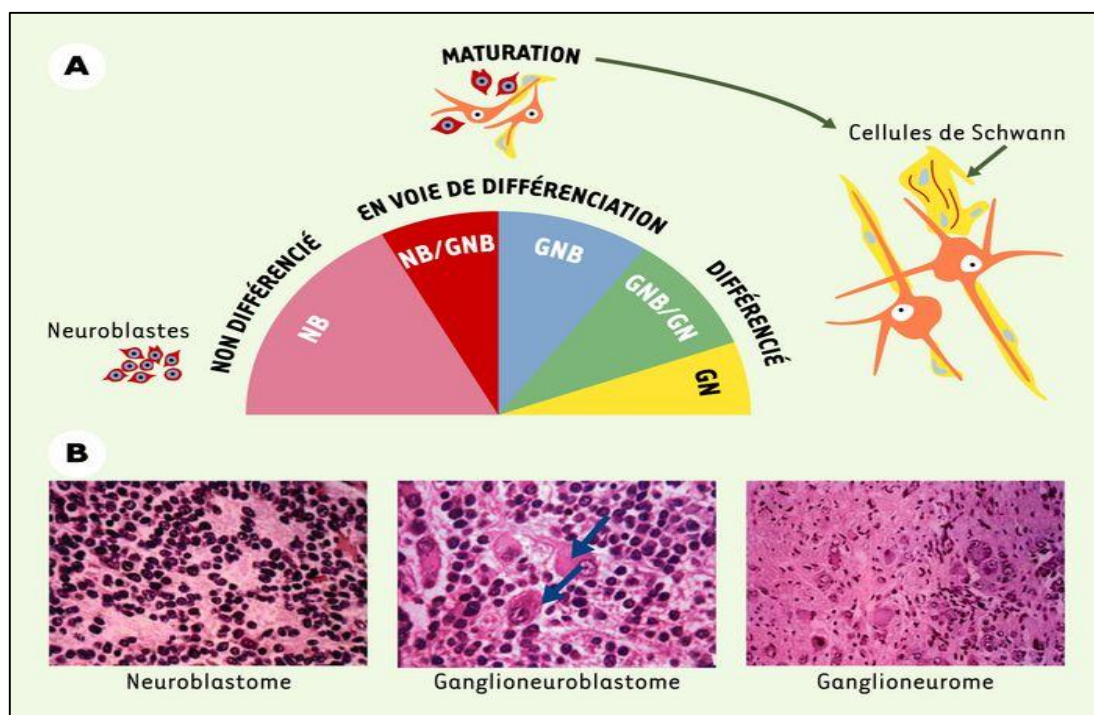 A
MATURATION
Cellules de Schwann
EN VOIE DE DIFFÉRENCIATION
NON DIFFÉRENCIÉ
DIFFÉRENCIÉ
NB/GNB
GNB
GNB/GN
NB
GN
Neuroblastes
B
Neuroblastome
Ganglioneuroblastome
Ganglioneurome